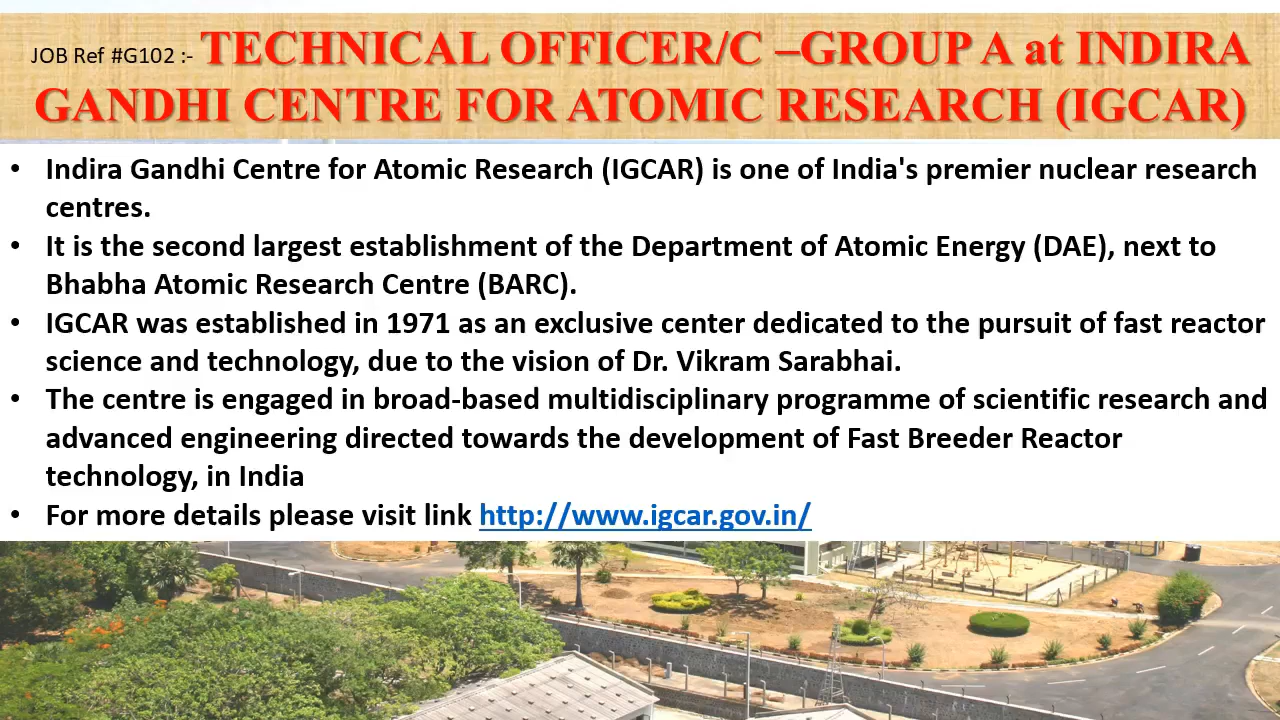 JOB Ref #G102 :- TECHNICAL OFFICER/C –GROUP A at INDIRA
GANDHI CENTRE FOR ATOMIC RESEARCH (IGCAR)
• Indira Gandhi Centre for Atomic Research (IGCAR) is one of India's premier nuclear research
centres.
• It is the second largest establishment of the Department of Atomic Energy (DAE), next to
Bhabha Atomic Research Centre (BARC).
• IGCAR was established in 1971 as an exclusive center dedicated to the pursuit of fast reactor
science and technology, due to the vision of Dr. Vikram Sarabhai.
• The centre is engaged in broad-based multidisciplinary programme of scientific research and
advanced engineering directed towards the development of Fast Breeder Reactor
technology, in India
• For more details please visit link http://www.igcar.gov.in/